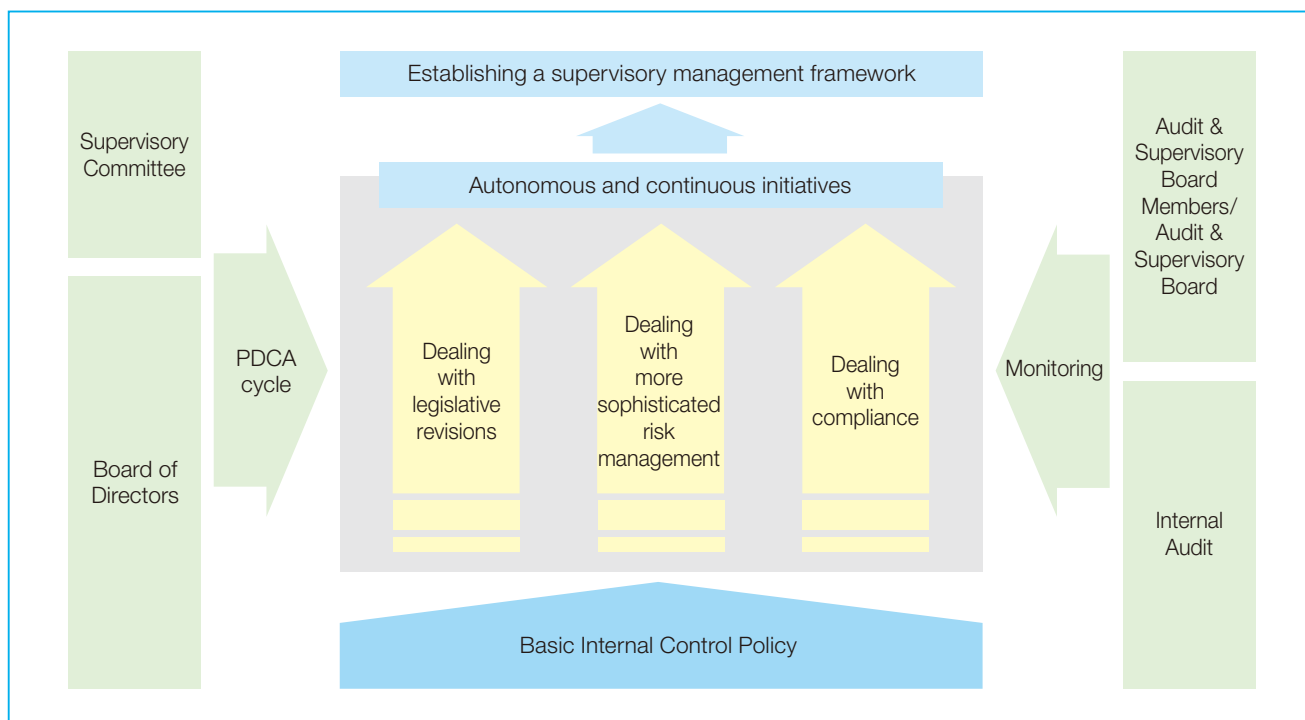 Establishing a supervisory management framework
Supervisory
Committee
Board of
Directors
PDCA
cycle
Autonomous and continuous initiatives
Dealing
with
legislative
revisions
Dealing
with
more
sophisticated
risk
management
Dealing
with
compliance
Basic Internal Control Policy
Monitoring
Audit &
Supervisory
Board
Members/
Audit &
Supervisory
Board
Internal
Audit